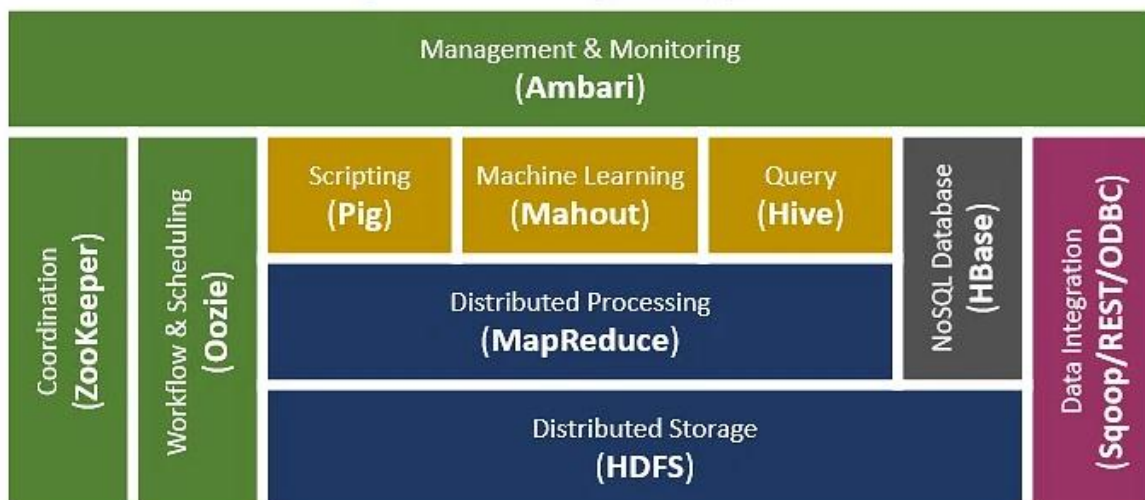 Management & Monitoring
(Ambari)
Coordination
(ZooKeeper)
Workflow & Scheduling
(Oozie)
Scripting
(Pig)
Machine Learning
(Mahout)
Query
(Hive)
Distributed Processing
(MapReduce)
NoSQL Database
(HBase)
Distributed Storage
(HDFS)
Data Integration
(Sqoop/REST/ODBC)